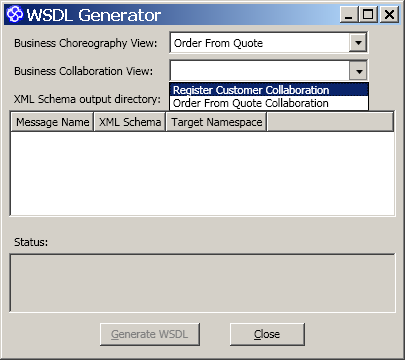 WSDL Generator
Business Choreography View: Order From Quote
Business Collaboration View:
Register Customer Collaboration
XML Schema output directory: Order From Quote Collaboration
Message Name XML Schema Target Namespace
Status:
Generate WSDL Close